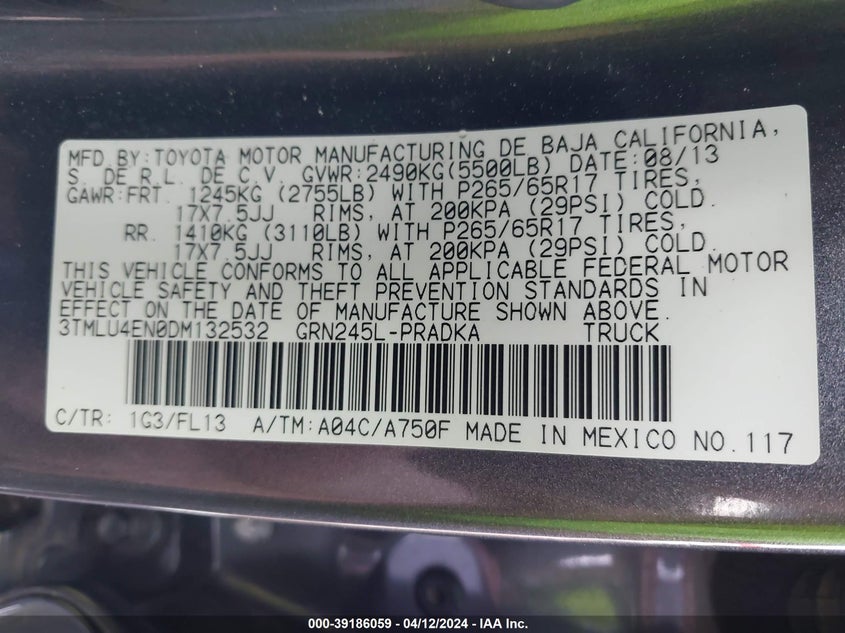 MFD.BY:TOYOTA MOTOR MANUFACTURING DE BAJA CALIFORNIA,
S. DE R.L. DE C.V. GVWR:2490KG(5500LB) DATE:08/13
GAWR:FRT. 1245KG (2755LB) WITH P265/65R17 TIRES,
17X7.5JJ RIMS, AT 200KPA (29PSI) COLD.
RR. 1410KG (3110LB) WITH P265/65R17 TIRES,
17X7.5JJ RIMS, AT 200KPA (29PSI) COLD.
THIS VEHICLE CONFORMS TO ALL APPLICABLE FEDERAL MOTOR
VEHICLE SAFETY AND THEFT PREVENTION STANDARDS IN
EFFECT ON THE DATE OF MANUFACTURE SHOWN ABOVE.
3TMLU4EN0DM132532 GRN245L-PRADKA TRUCK
C/TR: 1G3/FL13 A/TM:A04C/A750F MADE IN MEXICO NO.117
000-39186059 - 04/12/2024 - IAA Inc.